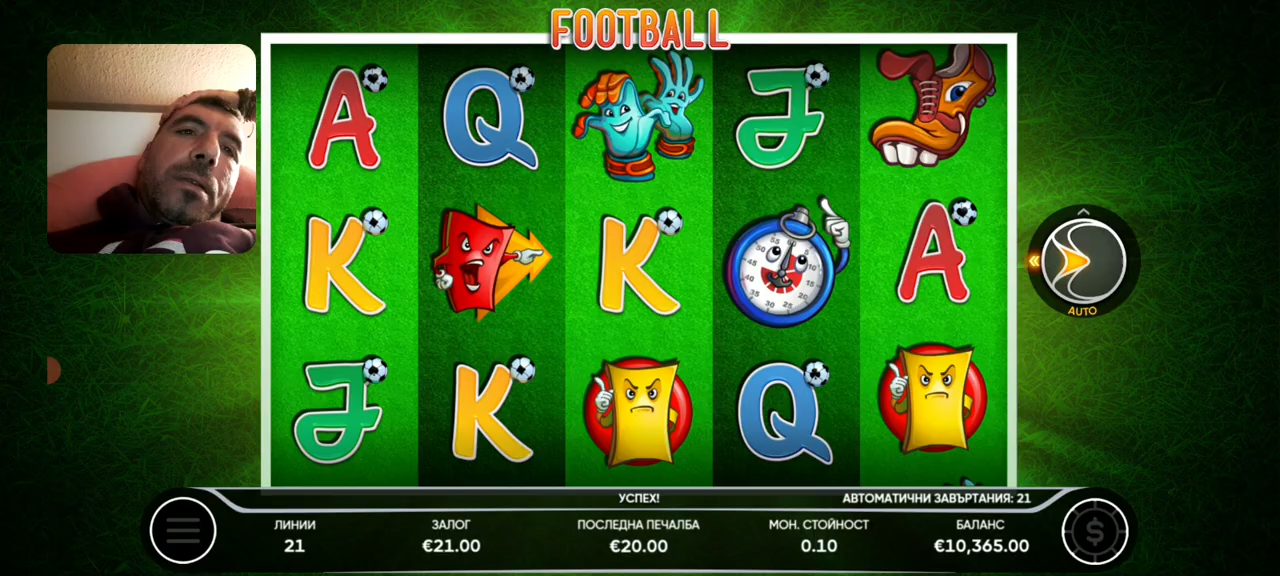 FOOTBALL
A Q J
K K A
J K Q
AUTO
УСПЕХ!
АВТОМАТИЧНИ ЗАВЪРТАНИЯ: 21
ЛИНИИ ЗАЛОГ ПОСЛЕДНА ПЕЧАЛБА МОН. СТОЙНОСТ БАЛАНС
21 €21.00 €20.00 0.10 €10,365.00